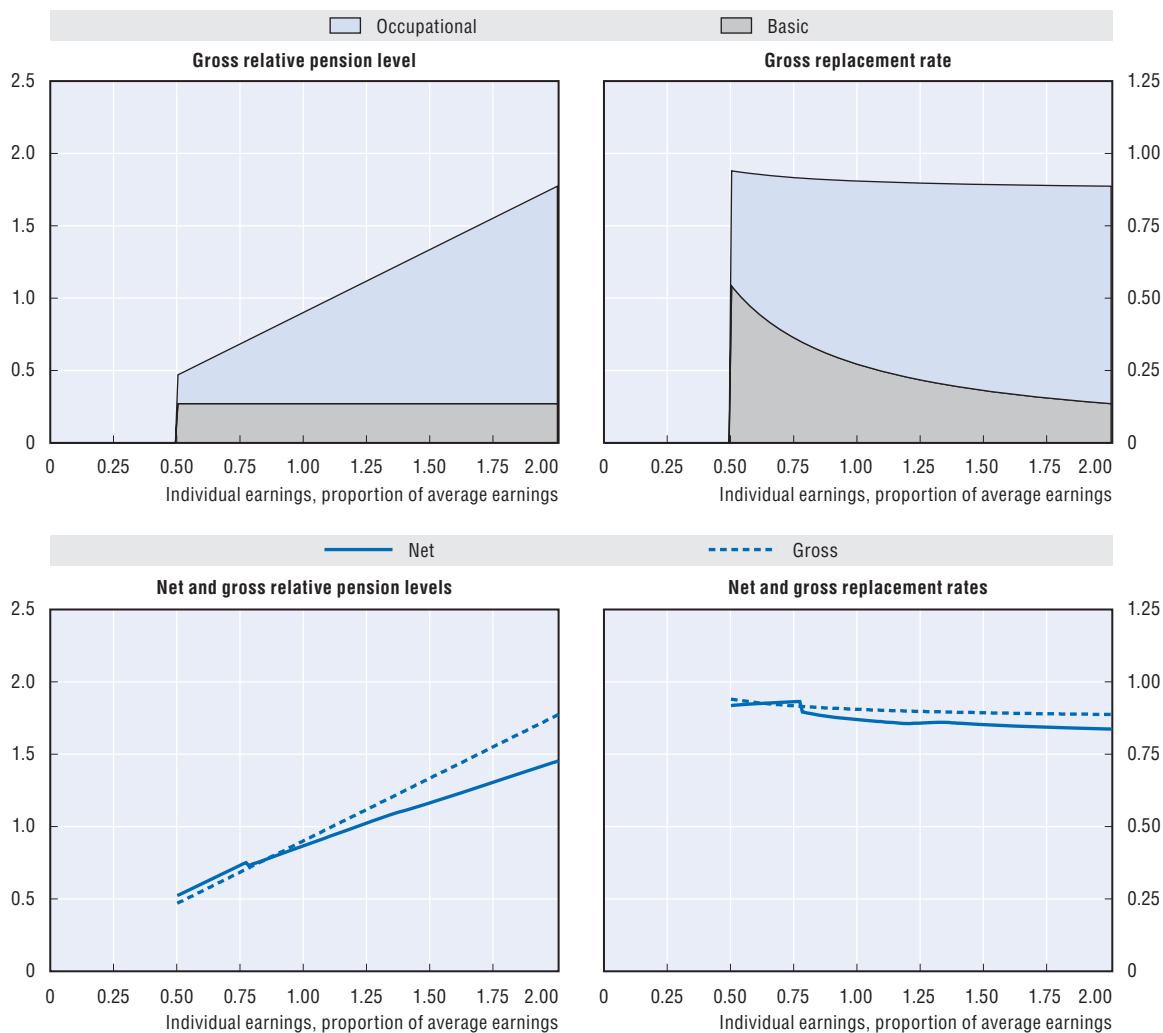 Occupational Basic
Gross relative pension level
2.5
2.0
1.5
1.0
0.5
0
0 0.25 0.50 0.75 1.00 1.25 1.50 1.75 2.00
Individual earnings, proportion of average earnings
Gross replacement rate
1.25
1.00
0.75
0.50
0.25
0
0 0.25 0.50 0.75 1.00 1.25 1.50 1.75 2.00
Individual earnings, proportion of average earnings
Net Gross
Net and gross relative pension levels
2.5
2.0
1.5
1.0
0.5
0
0 0.25 0.50 0.75 1.00 1.25 1.50 1.75 2.00
Individual earnings, proportion of average earnings
Net and gross replacement rates
1.25
1.00
0.75
0.50
0.25
0
0 0.25 0.50 0.75 1.00 1.25 1.50 1.75 2.00
Individual earnings, proportion of average earnings